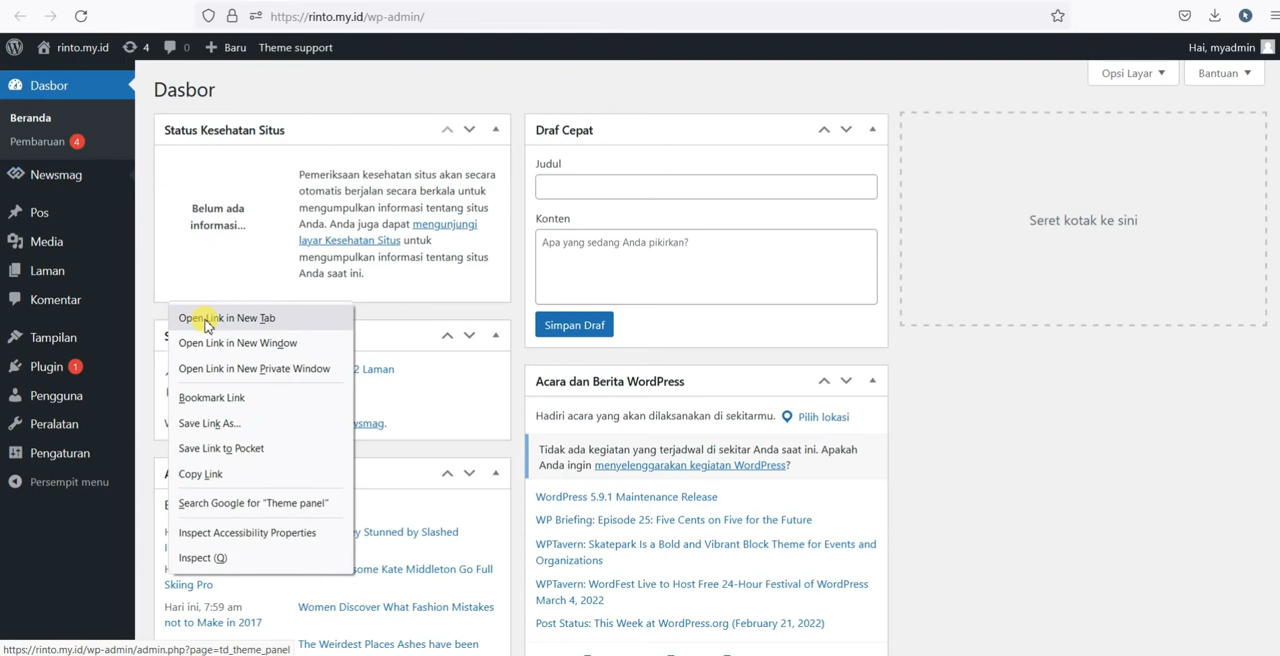 https://rinto.my.id/wp-admin/
rinto.my.id
4
0
Baru
Theme support
Hai, myadmin
Dasbor
Beranda
Pembaruan 4
Newsmag
Pos
Media
Laman
Komentar
Tampilan
Plugin 1
Pengguna
Peralatan
Pengaturan
Persempit menu
Dasbor
Opsi Layar
Bantuan
Status Kesehatan Situs
Belum ada
informasi...
Pemeriksaan kesehatan situs akan secara
otomatis berjalan secara berkala untuk
mengumpulkan informasi tentang situs
Anda. Anda juga dapat mengunjungi
layar Kesehatan Situs untuk
mengumpulkan informasi tentang situs
Anda saat ini.
Open Link in New Tab
Open Link in New Window
Open Link in New Private Window
Bookmark Link
Save Link As...
Save Link to Pocket
Copy Link
Search Google for "Theme panel"
Inspect Accessibility Properties
Inspect (Q)
2 Laman
Stunned by Slashed
Kate Middleton Go Full
Skiing Pro
Hari ini, 7:59 am
Women Discover What Fashion Mistakes
not to Make in 2017
The Weirdest Places Ashes have been
Draf Cepat
Judul
Konten
Apa yang sedang Anda pikirkan?
Simpan Draf
Acara dan Berita WordPress
Hadiri acara yang akan dilaksanakan di sekitarmu.
Pilih lokasi
Tidak ada kegiatan yang terjadwal di sekitar Anda saat ini. Apakah
Anda ingin menyelenggarakan kegiatan WordPress?
WordPress 5.9.1 Maintenance Release
WP Briefing: Episode 25: Five Cents on Five for the Future
WPTavern: Skatepark Is a Bold and Vibrant Block Theme for Events and
Organizations
WPTavern: WordFest Live to Host Free 24-Hour Festival of WordPress
March 4, 2022
Post Status: This Week at WordPress.org (February 21, 2022)
Seret kotak ke sini
https://rinto.my.id/wp-admin/admin.php?page=td_theme_panel